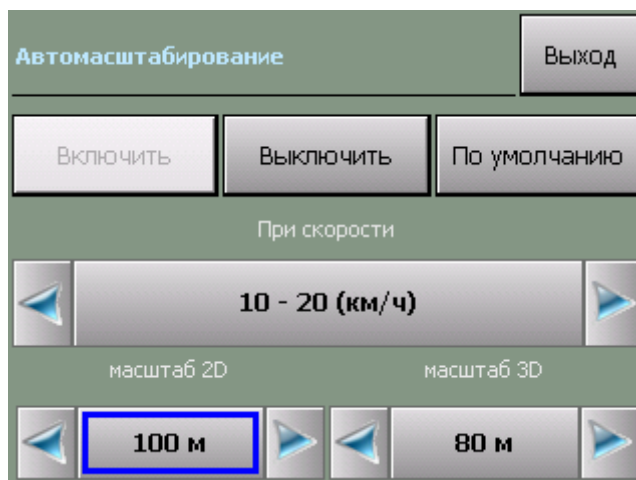 Автомасштабирование
Выход
Включить
Выключить
По умолчанию
При скорости
10 - 20 (км/ч)
масштаб 2D
масштаб 3D
100 м
80 м